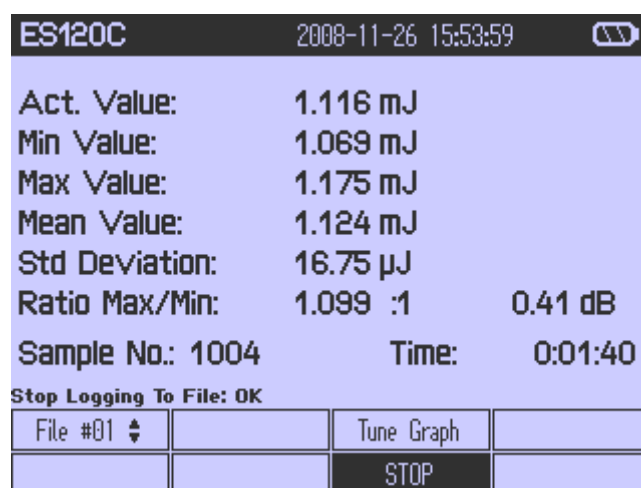 ES120C 2008-11-26 15:53:59
Act. Value: 1.116 mJ
Min Value: 1.069 mJ
Max Value: 1.175 mJ
Mean Value: 1.124 mJ
Std Deviation: 16.75 µJ
Ratio Max/Min: 1.099 :1 0.41 dB
Sample No.: 1004 Time: 0:01:40
Stop Logging To File: OK
File #01 Tune Graph
STOP